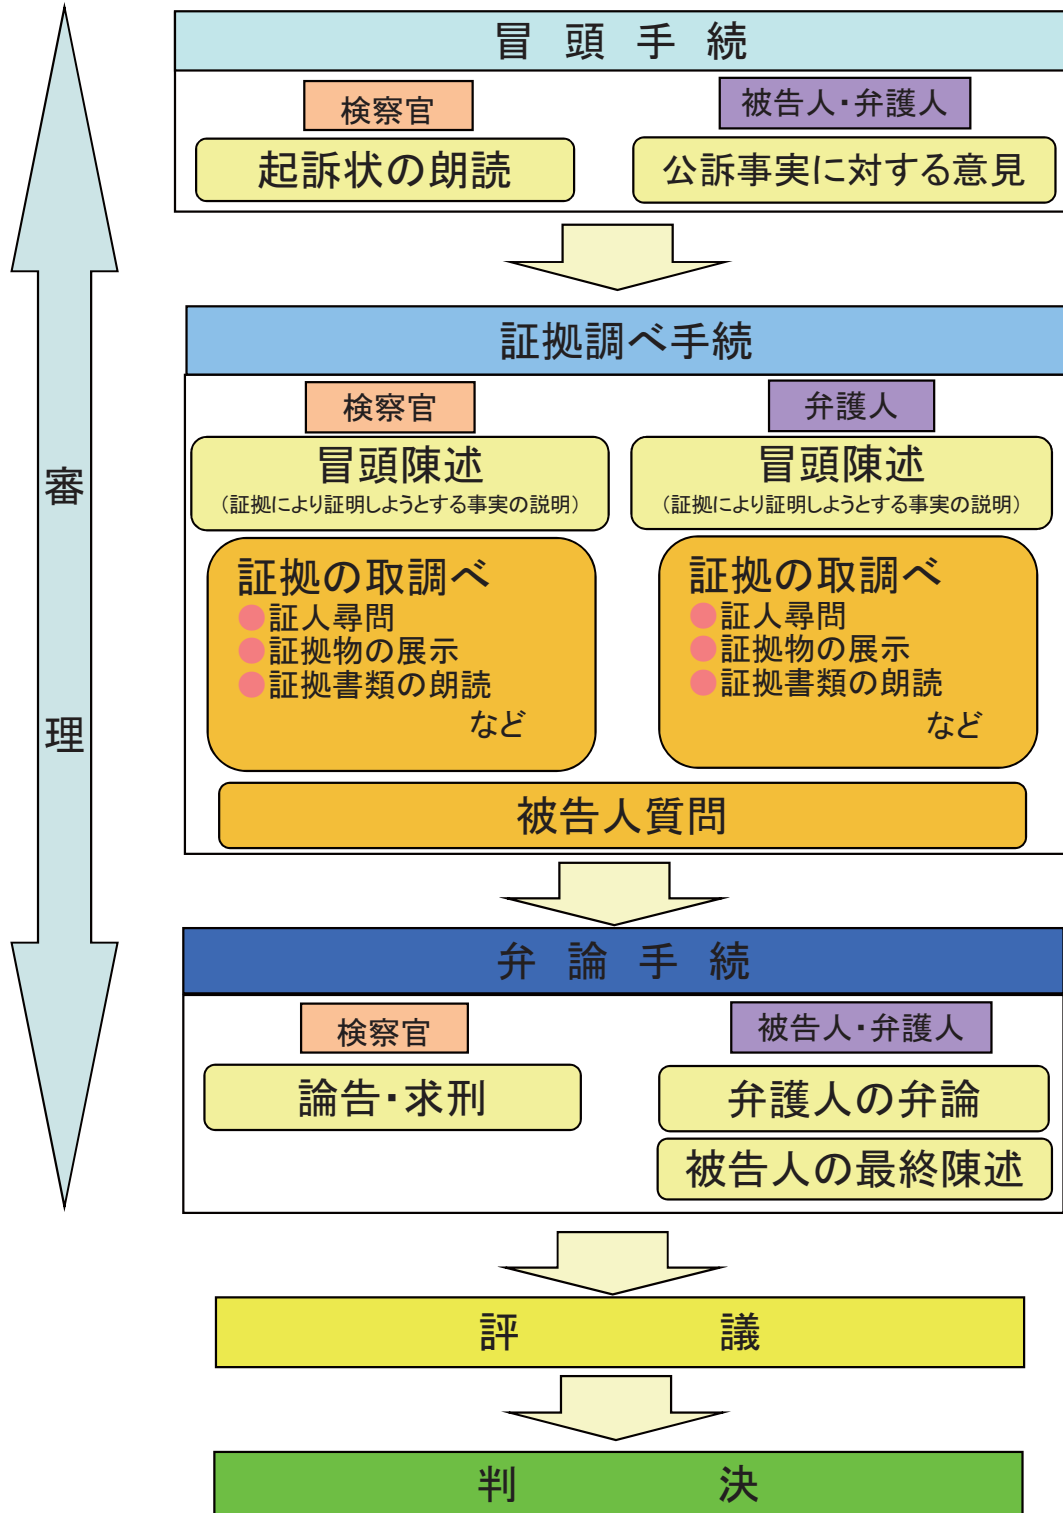 冒頭手続
検察官
被告人・弁護人
起訴状の朗読
公訴事実に対する意見
証拠調べ手続
検察官
弁護人
冒頭陳述
(証拠により証明しようとする事実の説明)
冒頭陳述
(証拠により証明しようとする事実の説明)
証拠の取調べ
●証人尋問
●証拠物の展示
●証拠書類の朗読
など
証拠の取調べ
●証人尋問
●証拠物の展示
●証拠書類の朗読
など
被告人質問
審理
弁論手続
検察官
被告人・弁護人
論告・求刑
弁護人の弁論
被告人の最終陳述
評議
判決